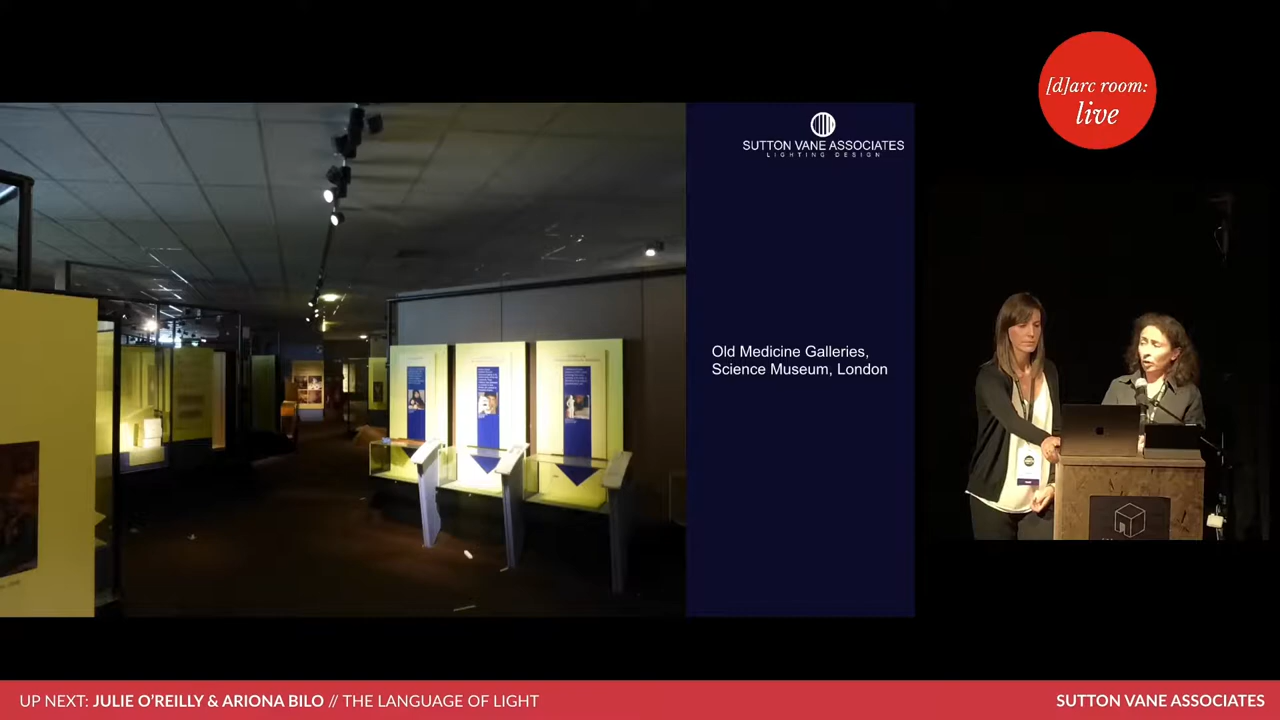 [d]arc room:
live
SUTTON VANE ASSOCIATES
LIGHTING DESIGN
Old Medicine Galleries,
Science Museum, London
UP NEXT: JULIE O'REILLY & ARIONA BILO // THE LANGUAGE OF LIGHT
SUTTON VANE ASSOCIATES